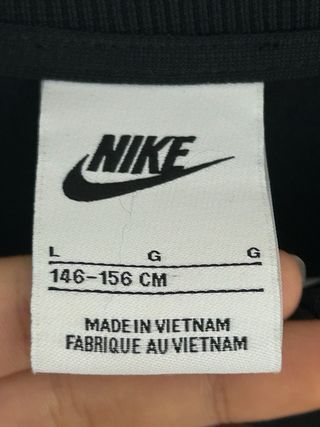 NIKE
L G G
146-156 CM
MADE IN VIETNAM
FABRIQUE AU VIETNAM